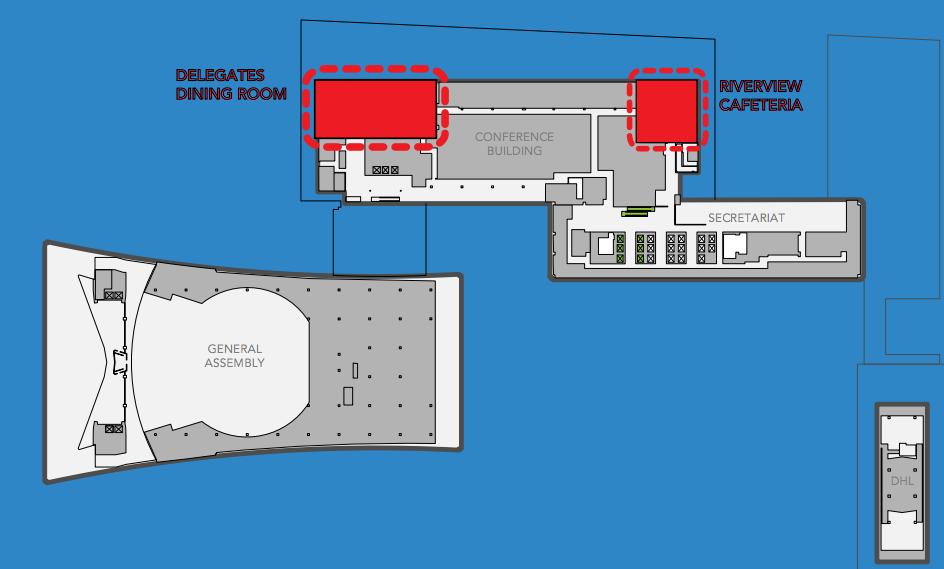 DELEGATES
DINING ROOM
RIVERVIEW
CAFETERIA
CONFERENCE
BUILDING
SECRETARIAT
GENERAL
ASSEMBLY
DHL